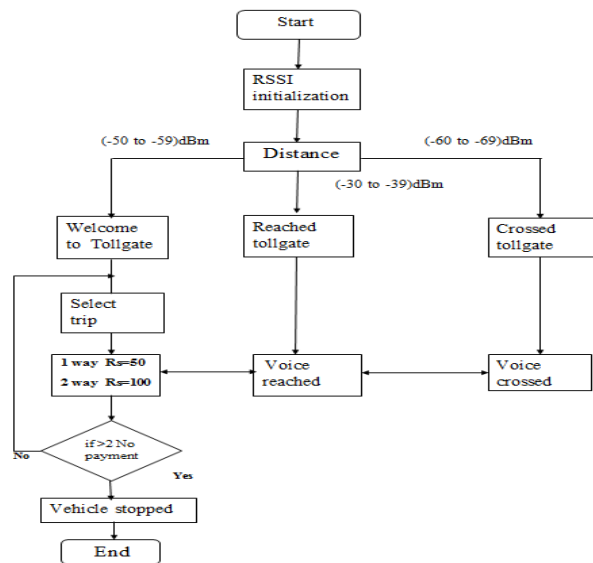 Start
RSSI
initialization
(-50 to -59)dBm
(-60 to -69)dBm
Distance
(-30 to -39)dBm
Welcome
to Tollgate
Reached
tollgate
Crossed
tollgate
Select
trip
1 way Rs=50
2 way Rs=100
Voice
reached
Voice
crossed
if >2 No
payment
No
Yes
Vehicle stopped
End